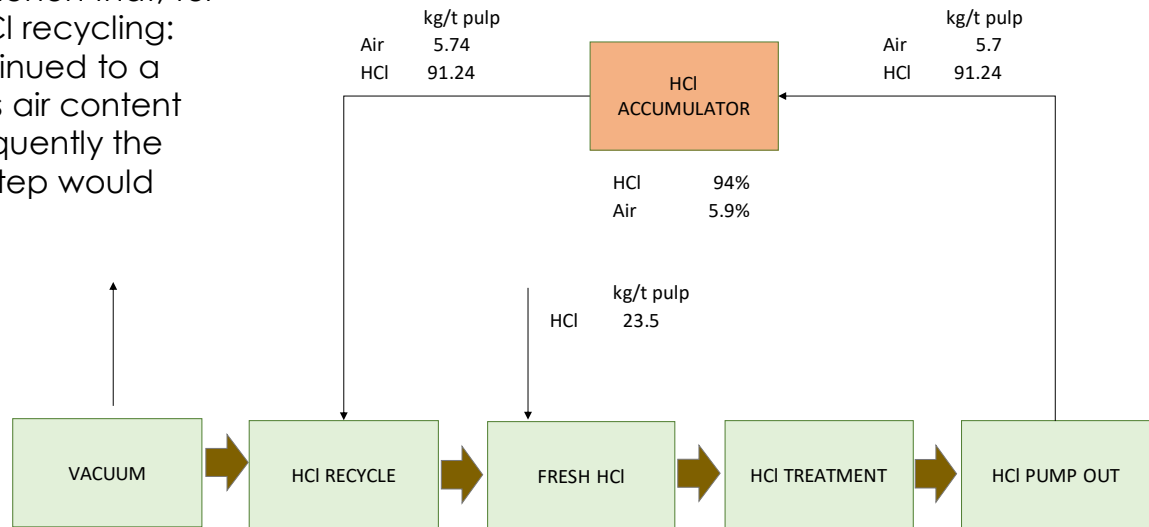 Cl recycling:
tinued to a
s air content
quently the
tep would
kg/t pulp
Air 5.74
HCl 91.24
HCl
ACCUMULATOR
kg/t pulp
Air 5.7
HCl 91.24
HCl 94%
Air 5.9%
kg/t pulp
HCl 23.5
VACUUM
HCl RECYCLE
FRESH HCl
HCl TREATMENT
HCl PUMP OUT